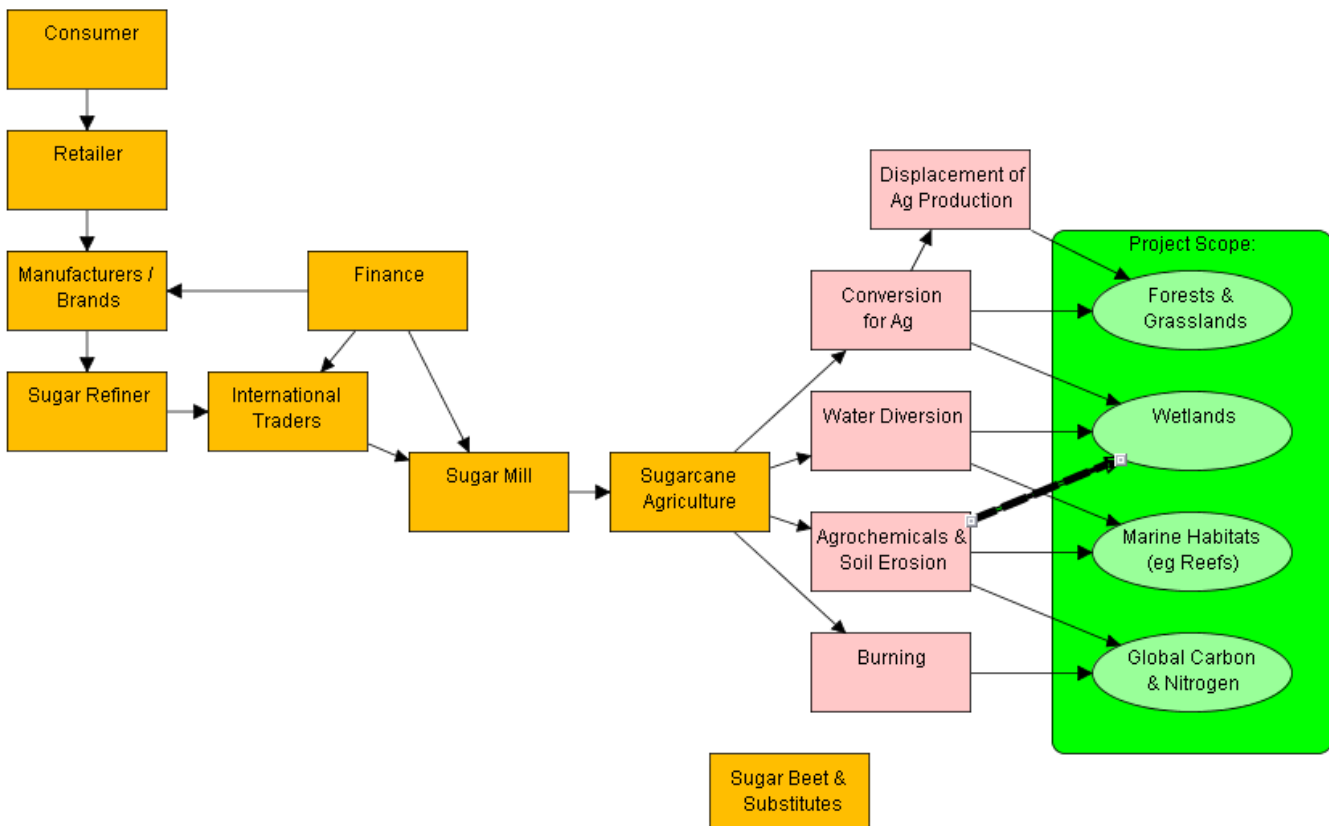 Consumer
Retailer
Manufacturers /
Brands
Finance
Sugar Refiner
International
Traders
Sugar Mill
Sugarcane
Agriculture
Displacement of
Ag Production
Conversion
for Ag
Water Diversion
Agrochemicals &
Soil Erosion
Burning
Project Scope:
Forests &
Grasslands
Wetlands
Marine Habitats
(eg Reefs)
Global Carbon
& Nitrogen
Sugar Beet &
Substitutes